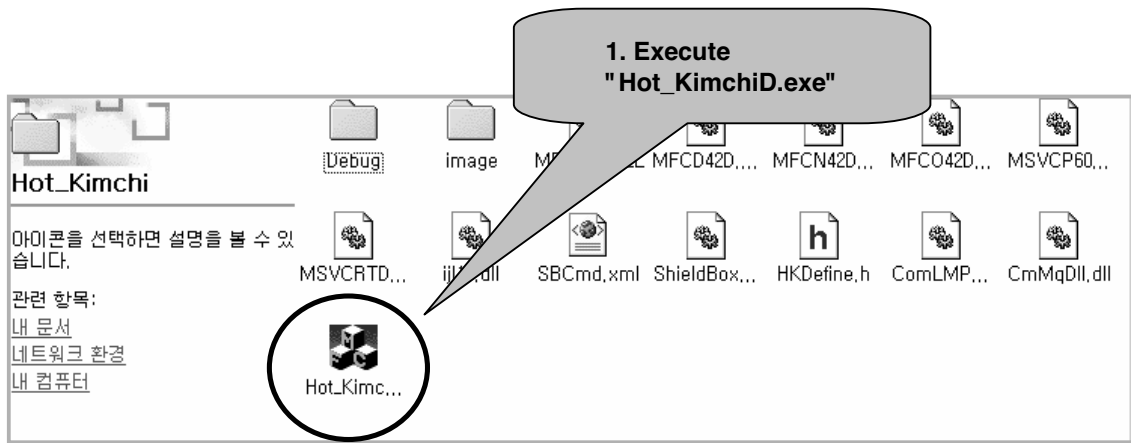 1. Execute
"Hot_KimchiD.exe"
Hot_Kimchi
아이콘을 선택하면 설명을 볼 수 있
습니다.
관련 항목:
내 문서
네트워크 환경
내 컴퓨터
Debug
image
MFCD42D,...
MFCN42D,...
MFCO42D,...
MSVCP60,...
MSVCRTD,...
SBCmd,xml
ShieldBox,...
HKDefine,h
ComLMP,...
CmMqDll,dll
Hot_Kimc,...